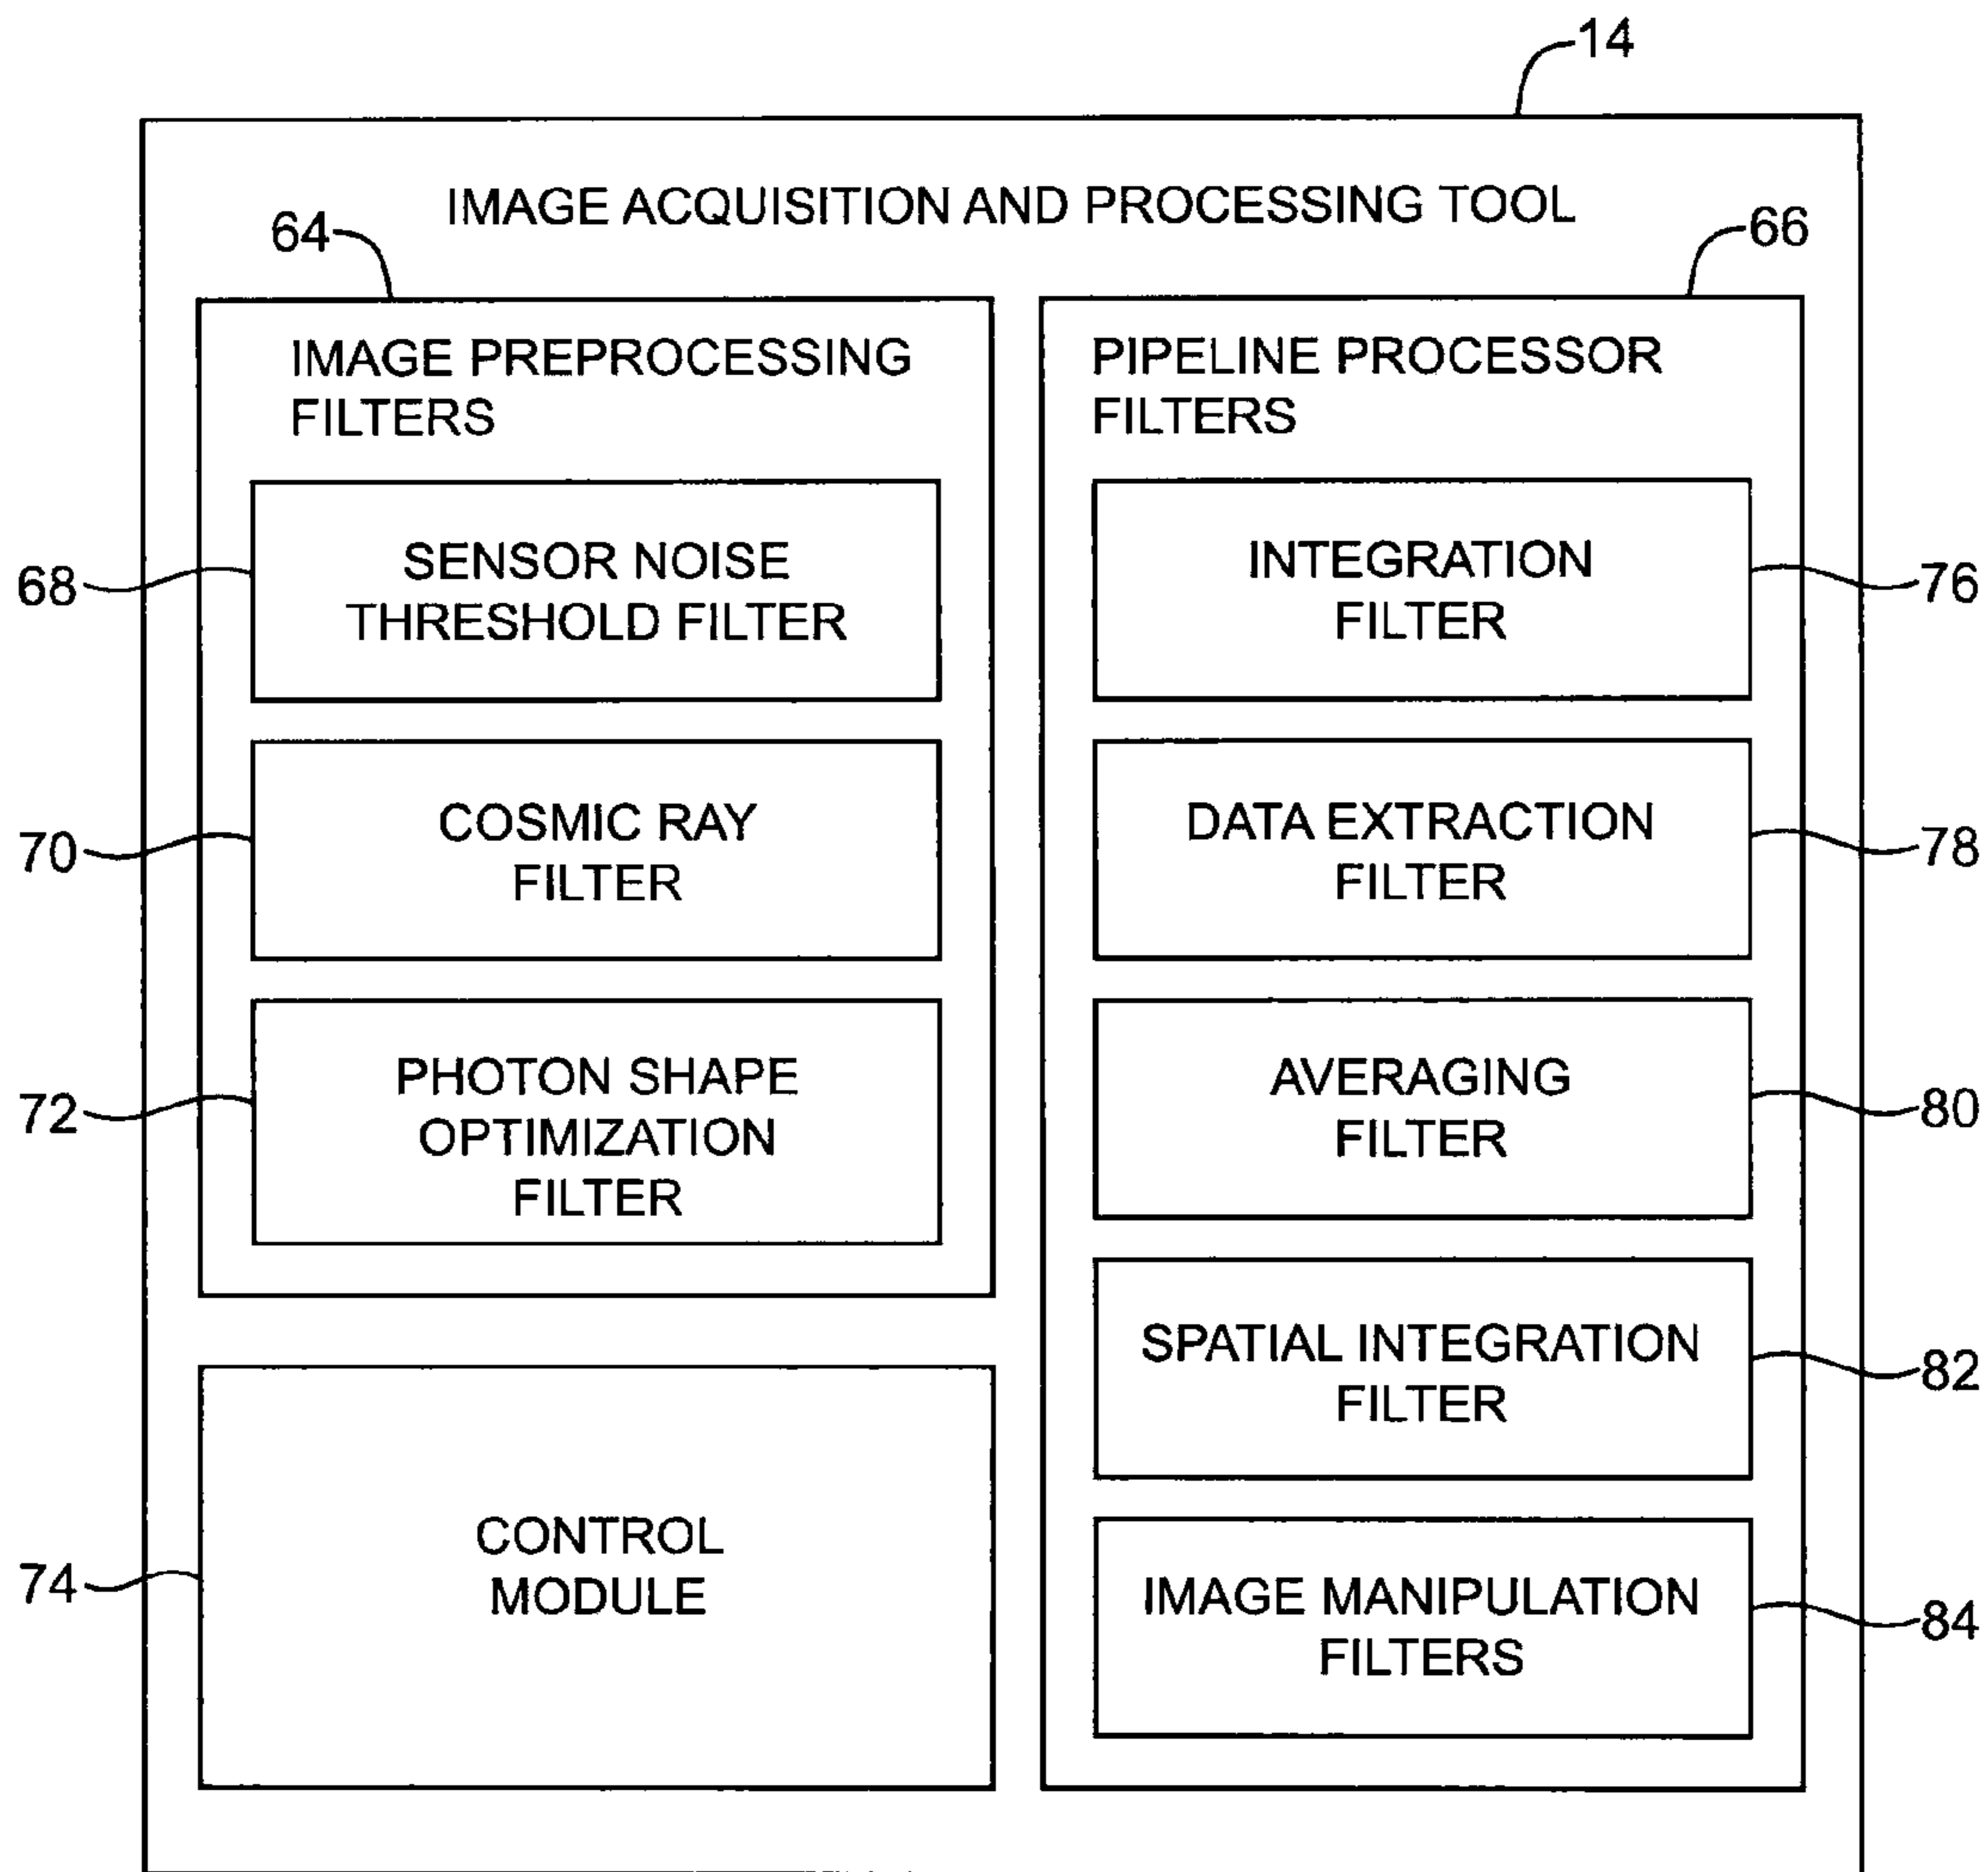 14
IMAGE ACQUISITION AND PROCESSING TOOL
64
66
IMAGE PREPROCESSING
FILTERS
68
SENSOR NOISE
THRESHOLD FILTER
70
COSMIC RAY
FILTER
72
PHOTON SHAPE
OPTIMIZATION
FILTER
74
CONTROL
MODULE
PIPELINE PROCESSOR
FILTERS
INTEGRATION
FILTER
76
DATA EXTRACTION
FILTER
78
AVERAGING
FILTER
80
SPATIAL INTEGRATION
FILTER
82
IMAGE MANIPULATION
FILTERS
84